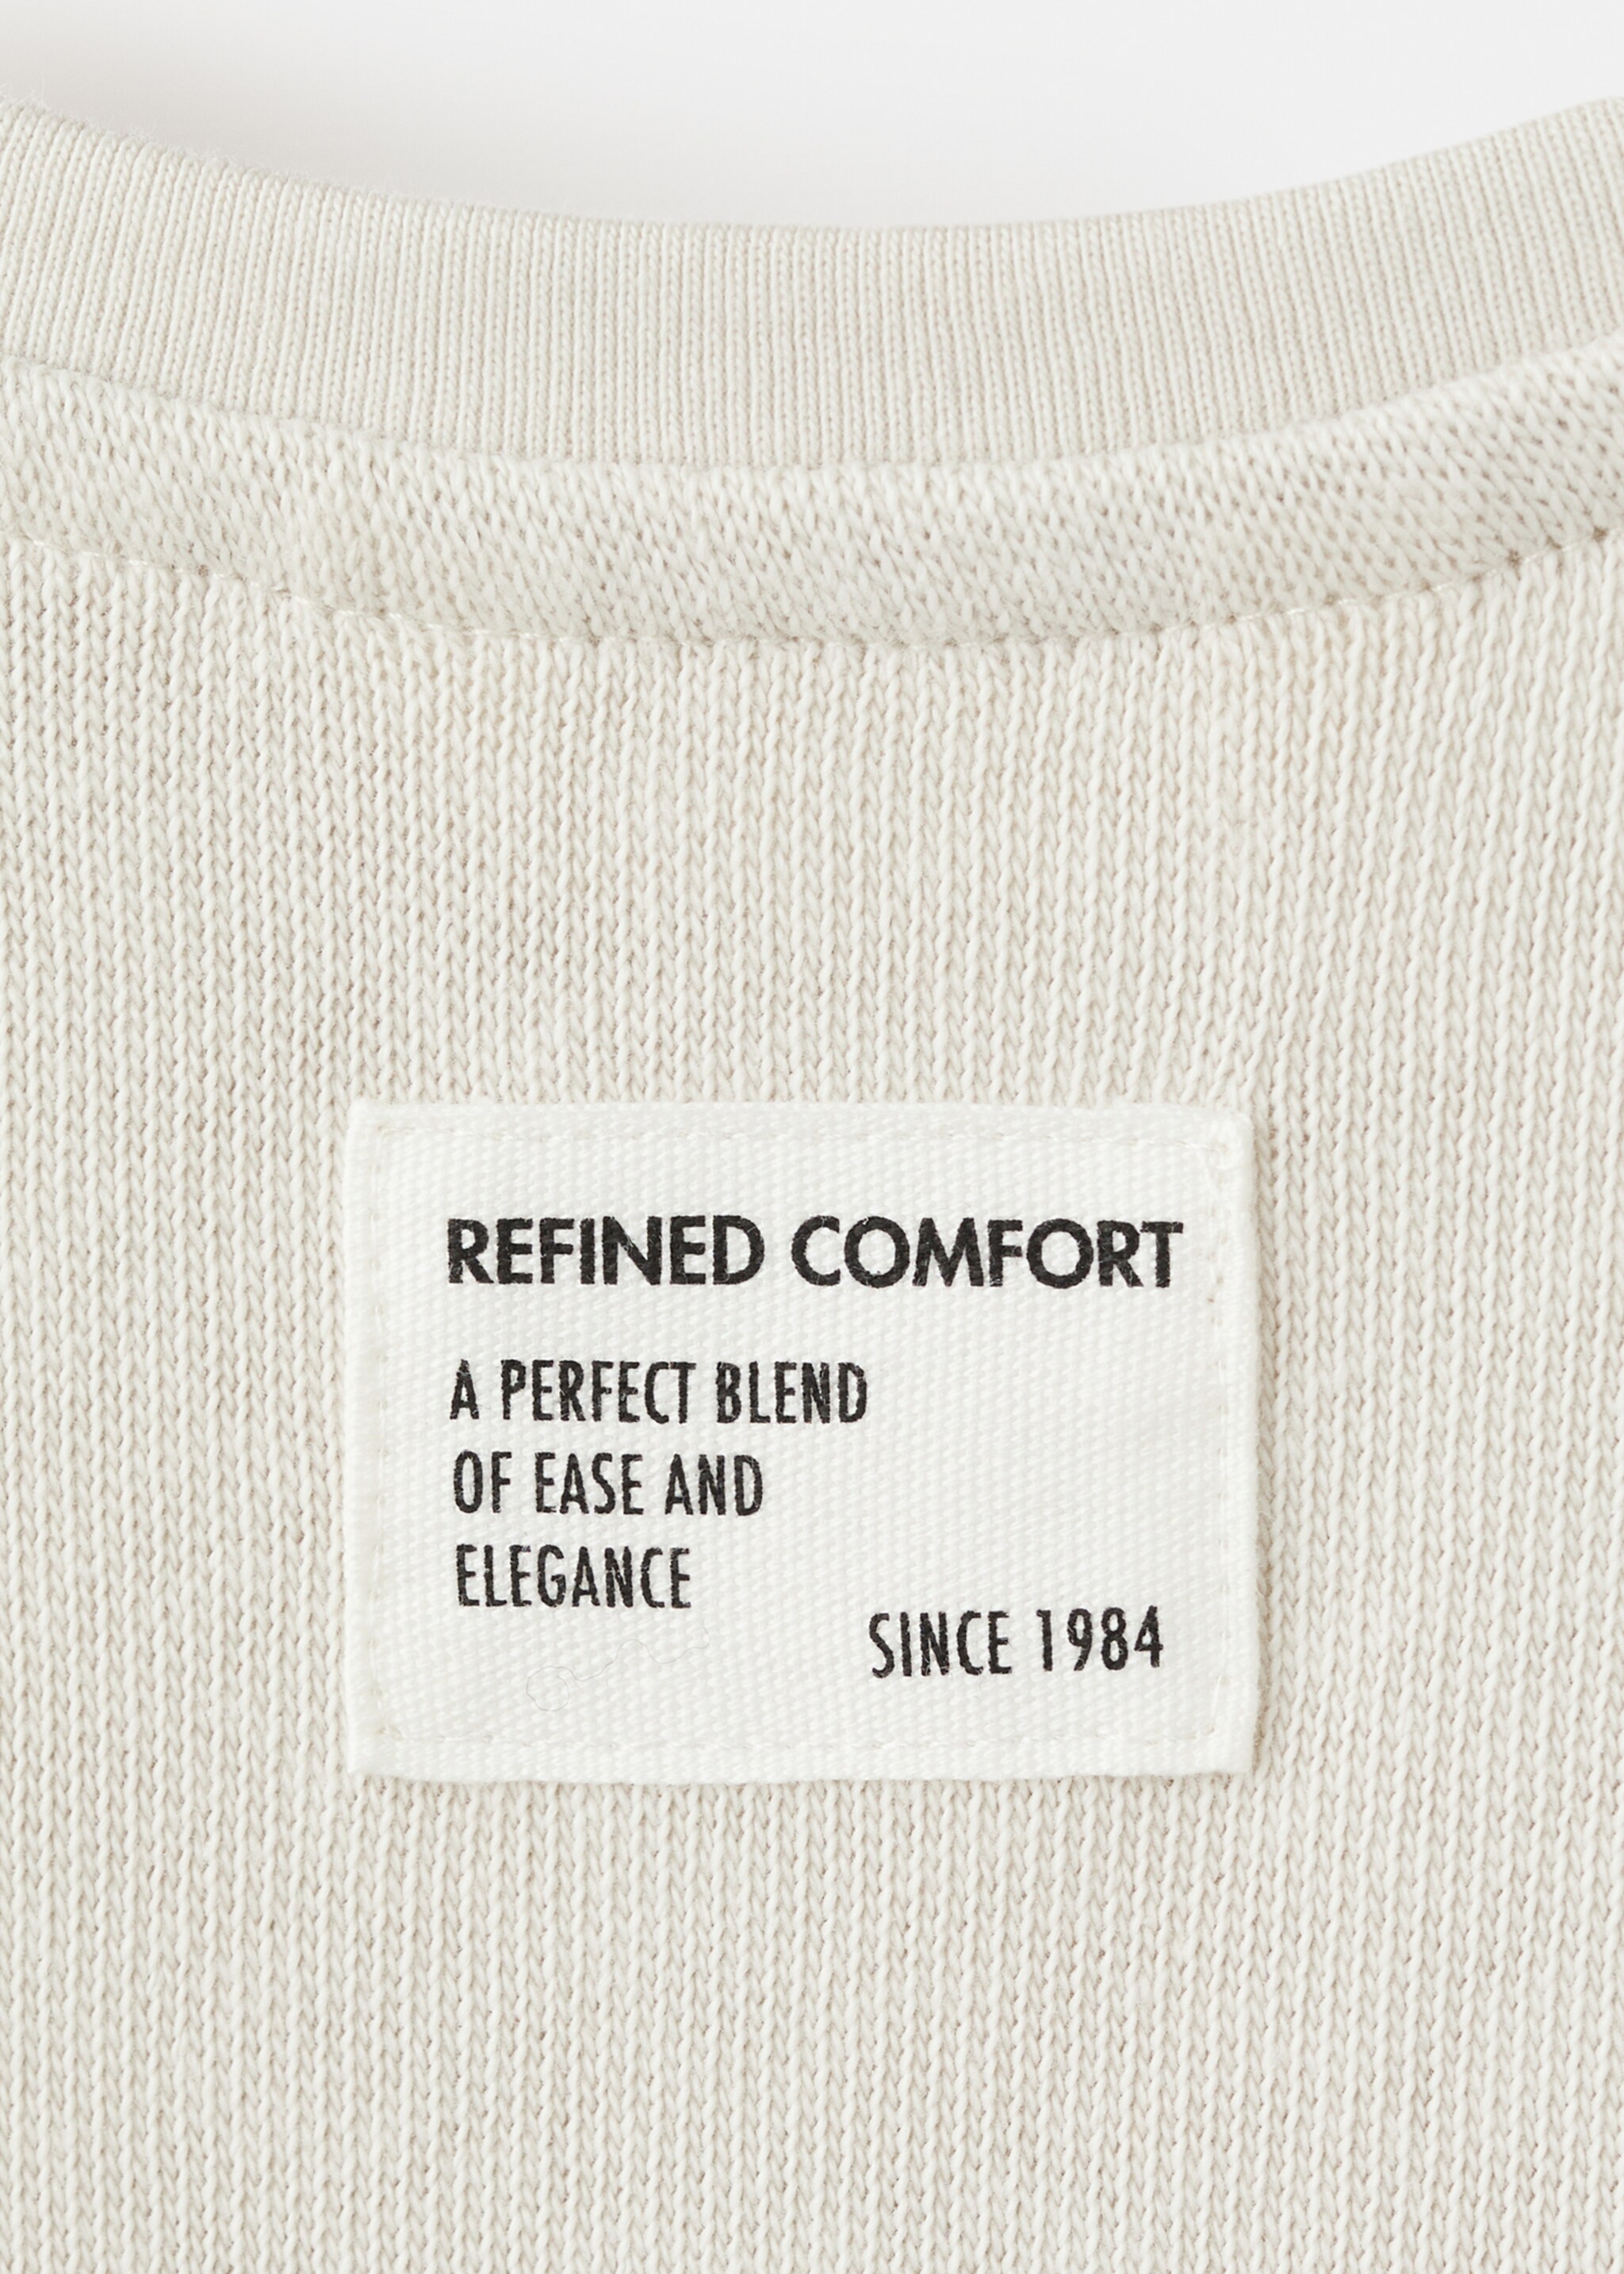 REFINED COMFORT
A PERFECT BLEND
OF EASE AND
ELEGANCE
SINCE 1984